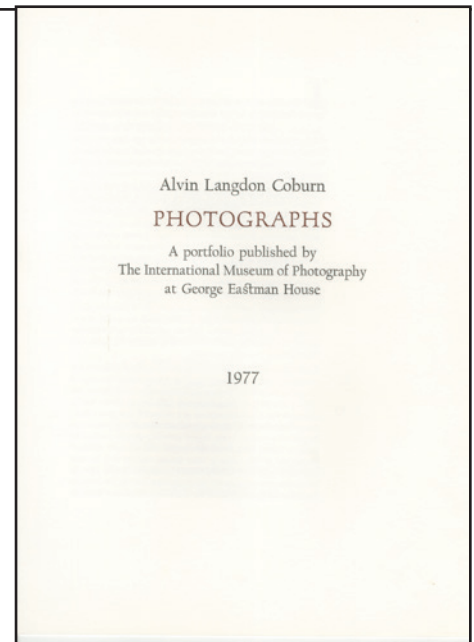 Alvin Langdon Coburn
PHOTOGRAPHS
A portfolio published by
The International Museum of Photography
at George Eastman House
1977